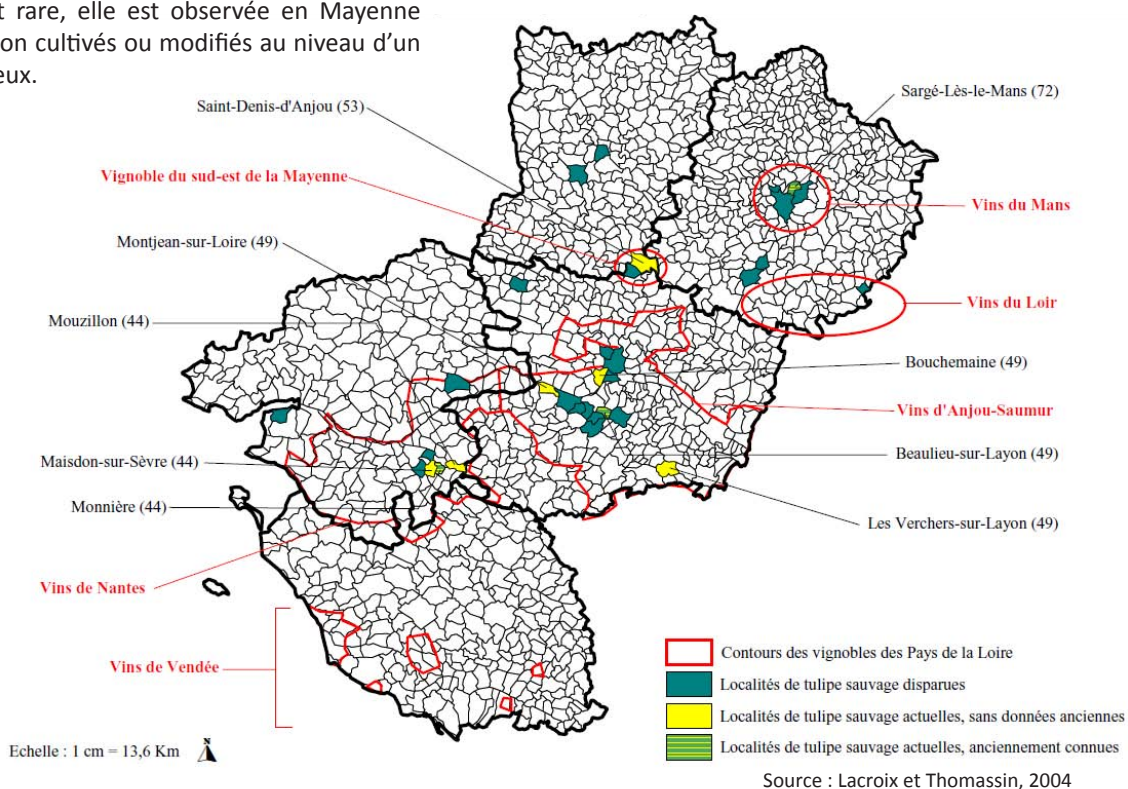 t rare, elle est observée en Mayenne
on cultivés ou modifiés au niveau d’un
eux.
Saint-Denis-d'Anjou (53)
Sargé-Lès-le-Mans (72)
Vignoble du sud-est de la Mayenne
Vins du Mans
Montjean-sur-Loire (49)
Vins du Loir
Mouzillon (44)
Bouchemaine (49)
Vins d'Anjou-Saumur
Beaulieu-sur-Layon (49)
Maisdon-sur-Sèvre (44)
Monnière (44)
Les Verchers-sur-Layon (49)
Vins de Nantes
Vins de Vendée
Contours des vignobles des Pays de la Loire
Localités de tulipe sauvage disparues
Localités de tulipe sauvage actuelles, sans données anciennes
Localités de tulipe sauvage actuelles, anciennement connues
Echelle : 1 cm = 13,6 Km
N
Source : Lacroix et Thomassin, 2004